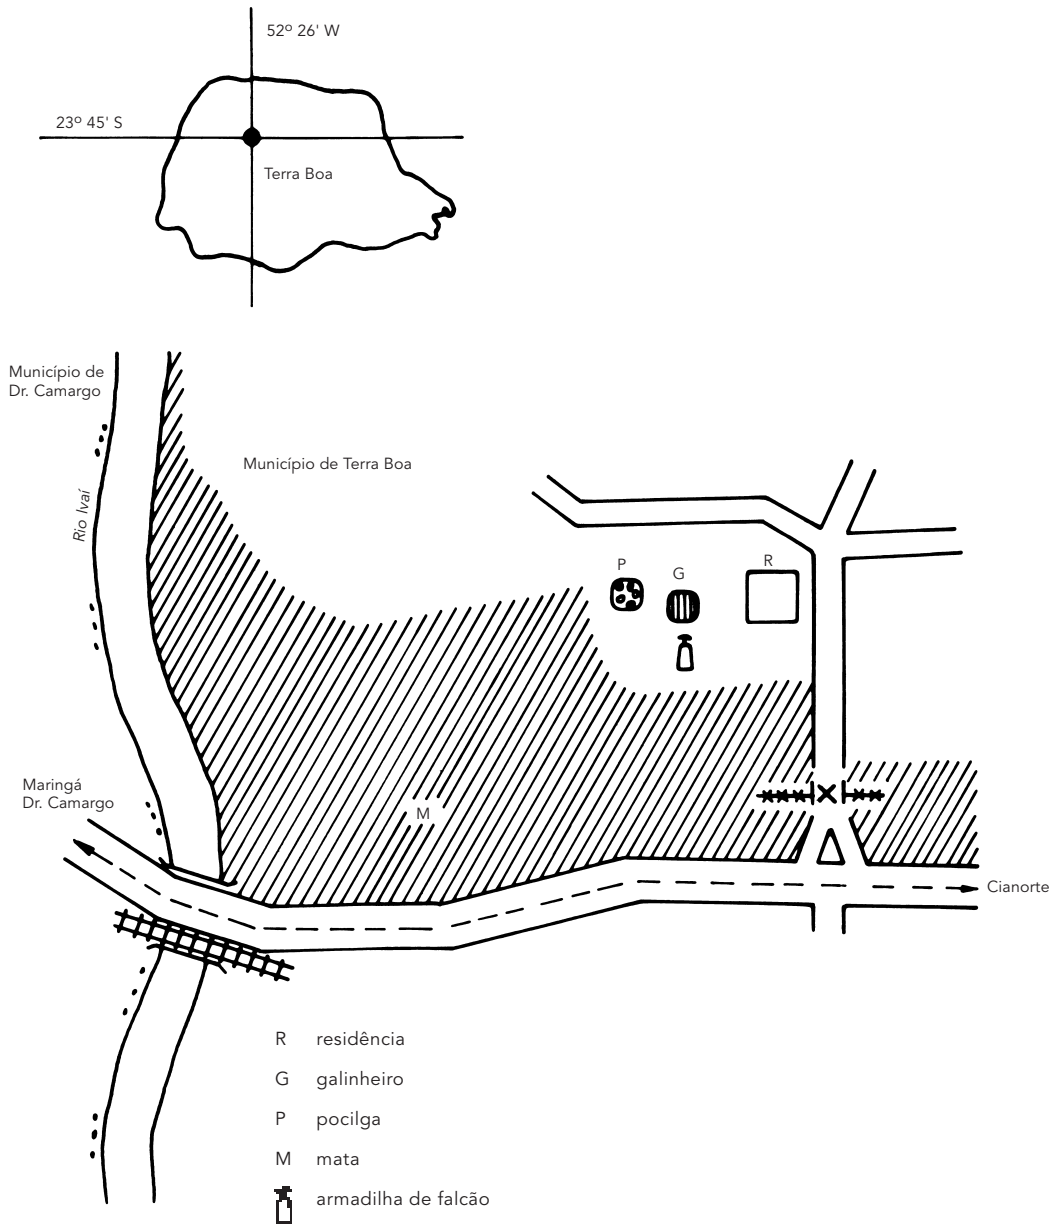 52º 26' W
23º 45' S
Terra Boa
Município de
Dr. Camargo
Município de Terra Boa
Rio Ivaí
P
G
R
Maringá
Dr. Camargo
M
Cianorte
R residência
G galinheiro
P pocilga
M mata
armadilha de falcão